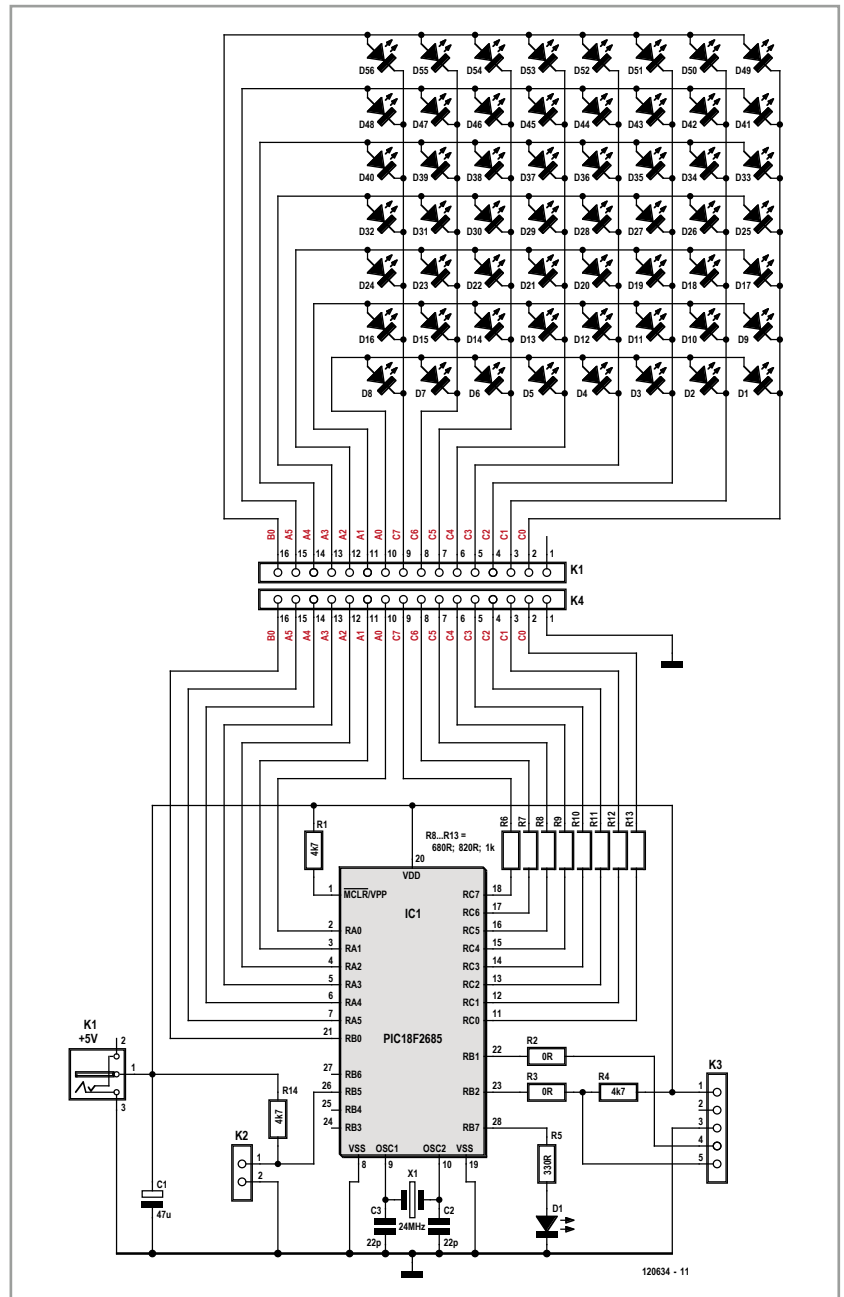 D56 D55 D54 D53 D52 D51 D50 D49
D48 D47 D46 D45 D44 D43 D42 D41
D40 D39 D38 D37 D36 D35 D34 D33
D32 D31 D30 D29 D28 D27 D26 D25
D24 D23 D22 D21 D20 D19 D18 D17
D16 D15 D14 D13 D12 D11 D10 D9
D8 D7 D6 D5 D4 D3 D2 D1
B0 A5 A4 A3 A2 A1 A0 C7 C6 C5 C4 C3 C2 C1 C0
16 15 14 13 12 11 10 9 8 7 6 5 4 3 2 1
K1
K4
16 15 14 13 12 11 10 9 8 7 6 5 4 3 2 1
B0 A5 A4 A3 A2 A1 A0 C7 C6 C5 C4 C3 C2 C1 C0
R1
4k7
R8...R13 =
680R; 820R; 1k
R6 R7 R8 R9 R10 R11 R12 R13
20
VDD
1 MCLR/VPP
IC1
RC7 18
RC6 17
2 RA0 RC5 16
3 RA1 RC4 15
4 RA2 RC3 14
5 RA3 RC2 13
6 RA4 RC1 12
7 RA5 RC0 11
21 RB0
PIC18F2685
RB1 22
R2
0R
27 RB6
26 RB5 RB2 23
R3
0R
R4
4k7
25 RB4
24 RB3 RB7 28
VSS OSC1 OSC2 VSS
8 9 10 19
K1
+5V
2
1
3
R14
4k7
K2
1
2
C1
47u
X1
24MHz
C3
22p
C2
22p
R5
330R
D1
K3
1
2
3
4
5
120634 - 11